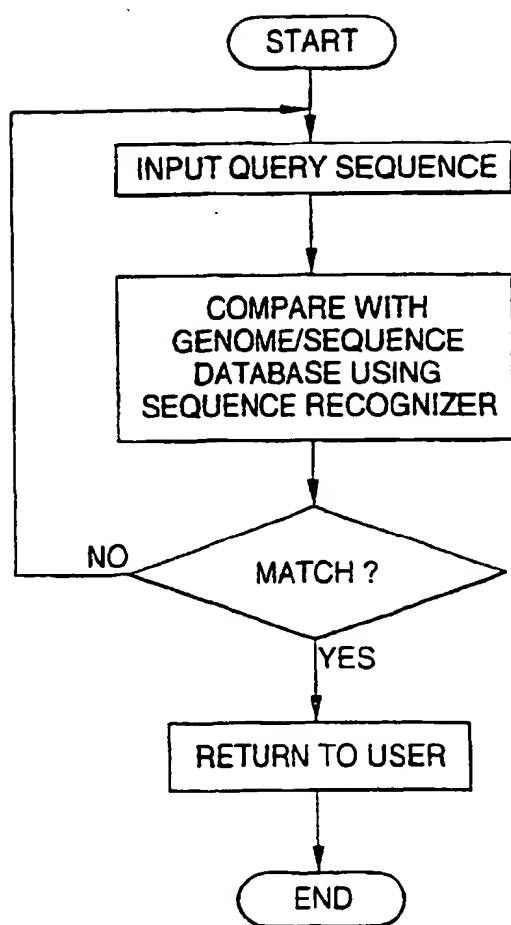 START
INPUT QUERY SEQUENCE
COMPARE WITH
GENOME/SEQUENCE
DATABASE USING
SEQUENCE RECOGNIZER
NO
MATCH ?
YES
RETURN TO USER
END